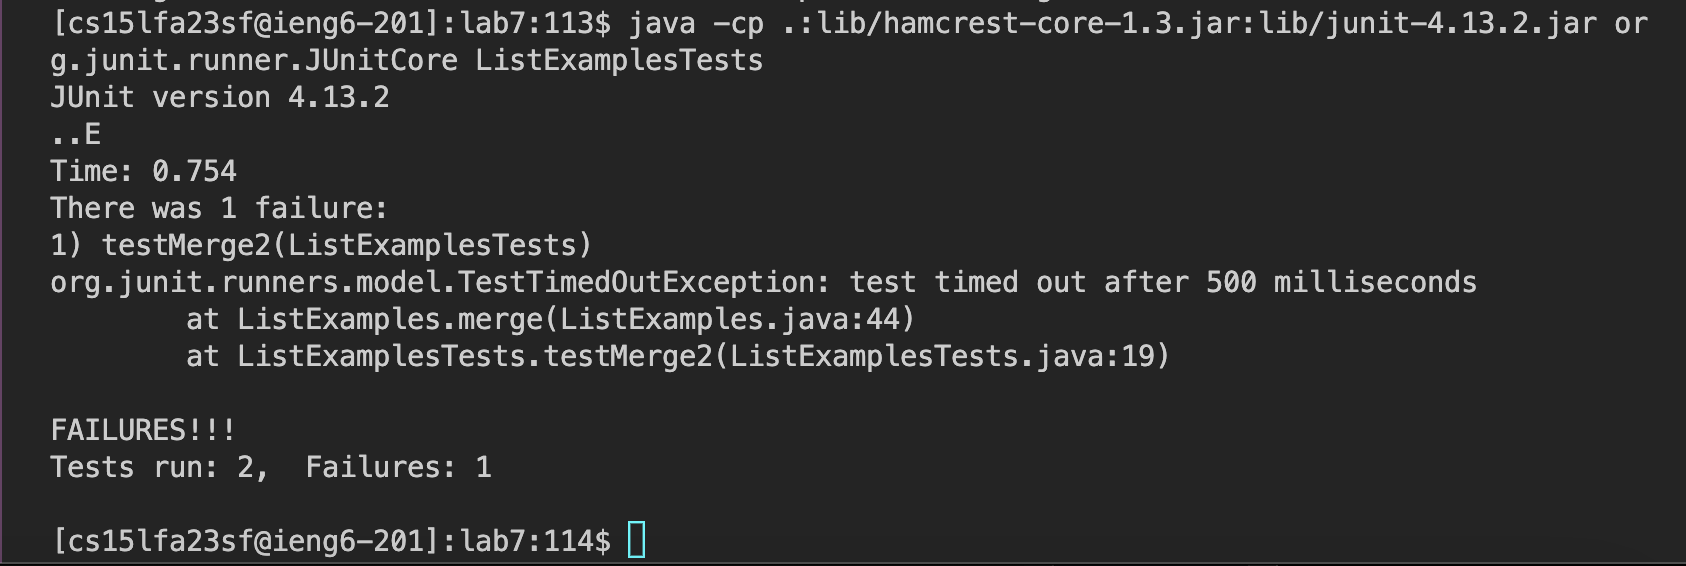 [cs15lfa23sf@ieng6-201]:lab7:113$ java -cp .:lib/hamcrest-core-1.3.jar:lib/junit-4.13.2.jar or
g.junit.runner.JUnitCore ListExamplesTests
JUnit version 4.13.2
..E
Time: 0.754
There was 1 failure:
1) testMerge2(ListExamplesTests)
org.junit.runners.model.TestTimedOutException: test timed out after 500 milliseconds
        at ListExamples.merge(ListExamples.java:44)
        at ListExamplesTests.testMerge2(ListExamplesTests.java:19)
FAILURES!!!
Tests run: 2,  Failures: 1
[cs15lfa23sf@ieng6-201]:lab7:114$